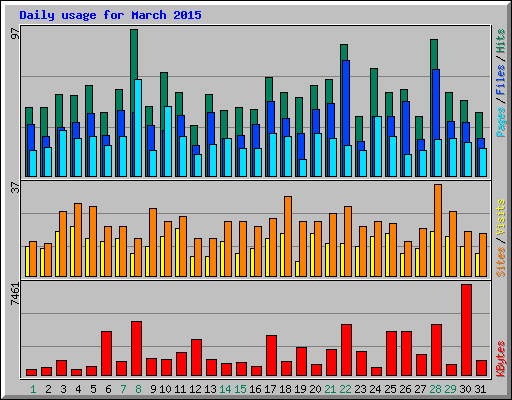 Daily usage for March 2015
97
Pages / Files / Hits
37
Sites / Visits
7461
KBytes
1 2 3 4 5 6 7 8 9 10 11 12 13 14 15 16 17 18 19 20 21 22 23 24 25 26 27 28 29 30 31